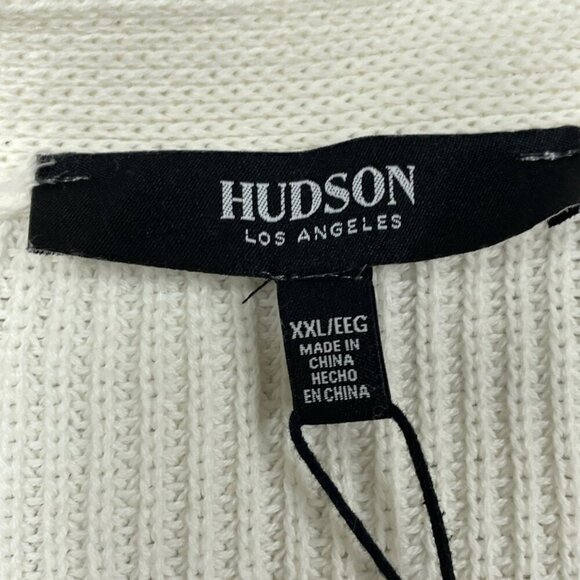 HUDSON
LOS ANGELES
XXL/EEG
MADE IN
CHINA
HECHO
EN CHINA